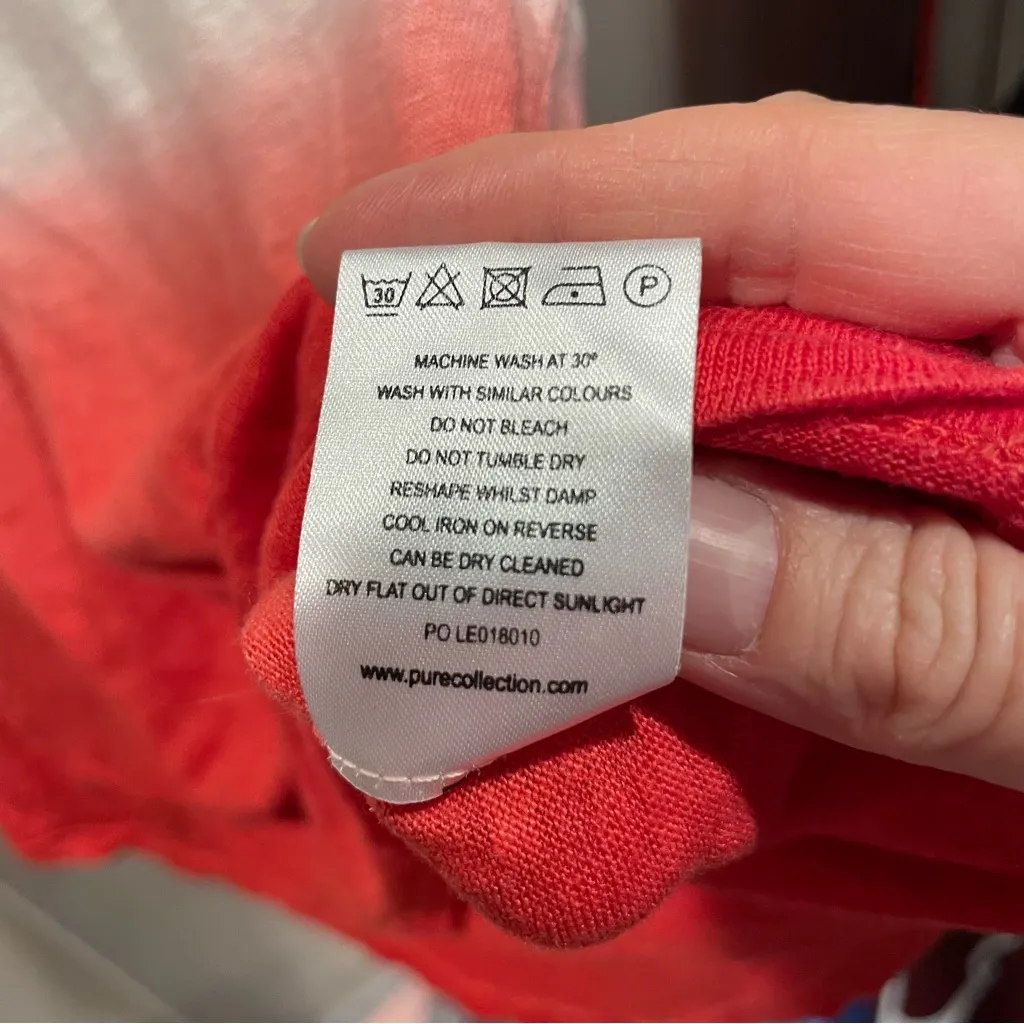 30 P
MACHINE WASH AT 30°
WASH WITH SIMILAR COLOURS
DO NOT BLEACH
DO NOT TUMBLE DRY
RESHAPE WHILST DAMP
COOL IRON ON REVERSE
CAN BE DRY CLEANED
DRY FLAT OUT OF DIRECT SUNLIGHT
PO LE018010
www.purecollection.com